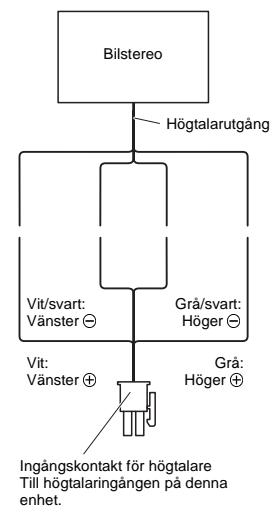 Bilstereo
Högtalarutgång
Vit/svart:
Vänster ⊖
Grå/svart:
Höger ⊖
Vit:
Vänster ⊕
Grå:
Höger ⊕
Ingångskontakt för högtalare
Till högtalaringången på denna
enhet.